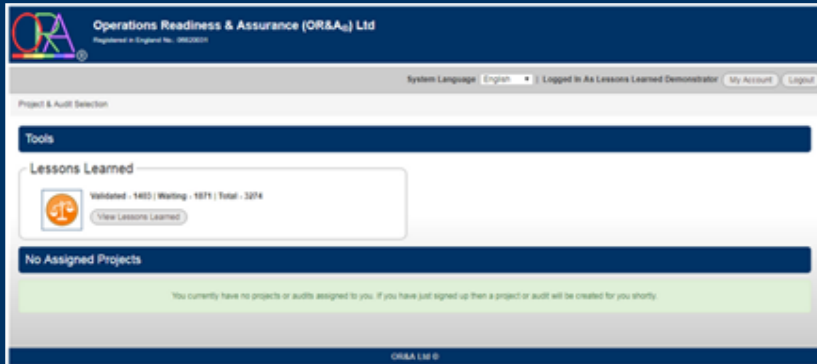 ORA ®
Operations Readiness & Assurance (OR&A®) Ltd
Registered in England No.
System Language English | Logged In As Lessons Learned Demonstrator My Account Logout
Project & Audit Selection
Tools
Lessons Learned
Validated - 1403 | Waiting - 1871 | Total - 3274
View Lessons Learned
No Assigned Projects
You currently have no projects or audits assigned to you. If you have just signed up then a project or audit will be created for you shortly.
OR&A Ltd ©